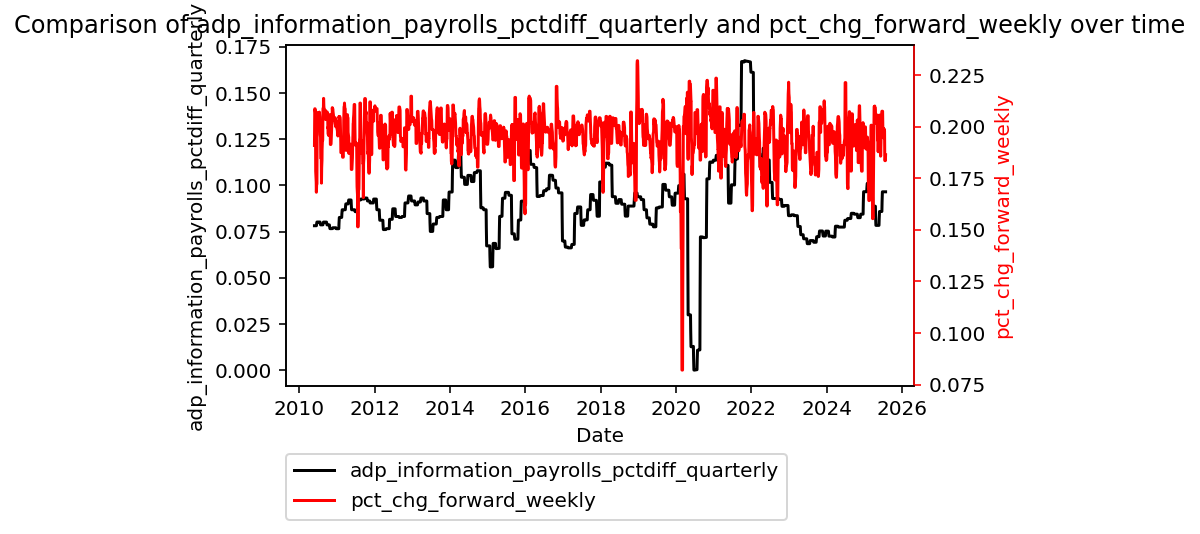 Comparison of adp_information_payrolls_pctdiff_quarterly and pct_chg_forward_weekly over time
adp_information_payrolls_pctdiff_quarterly
0.175
0.150
0.125
0.100
0.075
0.050
0.025
0.000
0.225
0.200
0.175
0.150
0.125
0.100
0.075
pct_chg_forward_weekly
2010 2012 2014 2016 2018 2020 2022 2024 2026
Date
adp_information_payrolls_pctdiff_quarterly
pct_chg_forward_weekly